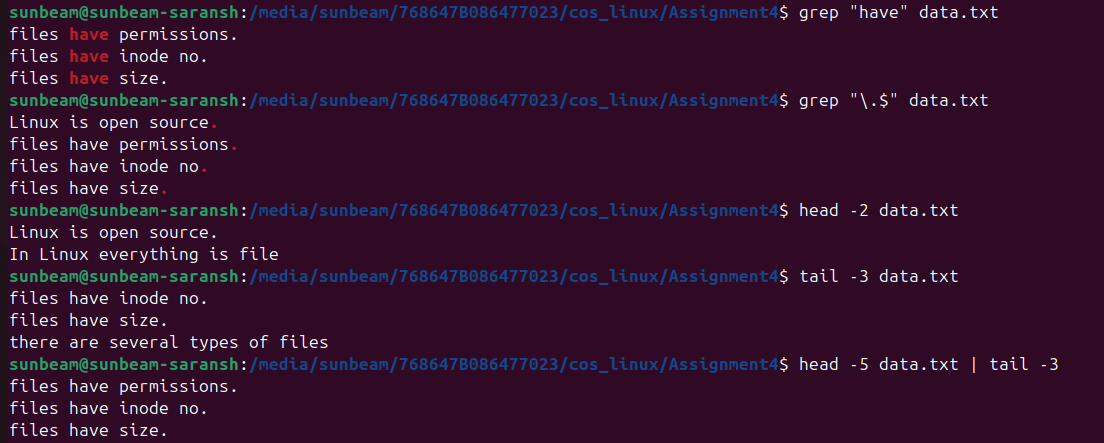 sunbeam@sunbeam-saransh:/media/sunbeam/768647B086477023/cos_linux/Assignment4$ grep "have" data.txt
files have permissions.
files have inode no.
files have size.
sunbeam@sunbeam-saransh:/media/sunbeam/768647B086477023/cos_linux/Assignment4$ grep "\.$" data.txt
Linux is open source.
files have permissions.
files have inode no.
files have size.
sunbeam@sunbeam-saransh:/media/sunbeam/768647B086477023/cos_linux/Assignment4$ head -2 data.txt
Linux is open source.
In Linux everything is file
sunbeam@sunbeam-saransh:/media/sunbeam/768647B086477023/cos_linux/Assignment4$ tail -3 data.txt
files have inode no.
files have size.
there are several types of files
sunbeam@sunbeam-saransh:/media/sunbeam/768647B086477023/cos_linux/Assignment4$ head -5 data.txt | tail -3
files have permissions.
files have inode no.
files have size.